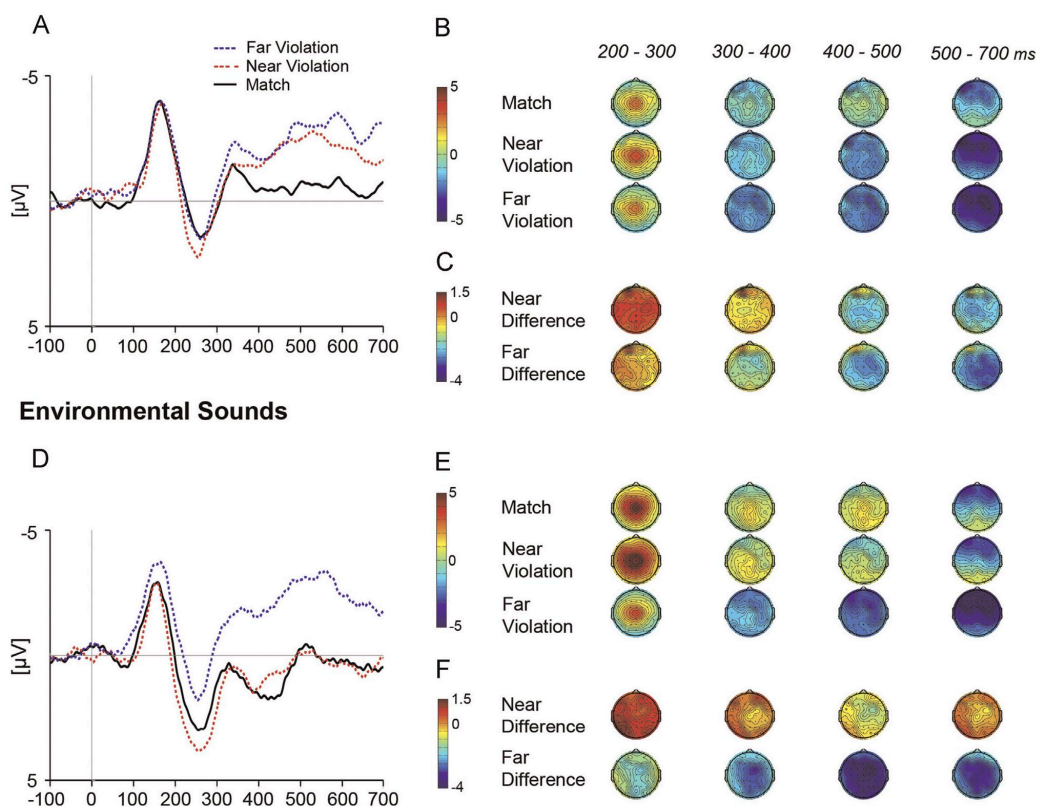 A
Far Violation
Near Violation
Match
-5
[µV]
5
-100 0 100 200 300 400 500 600 700
B
200 - 300 300 - 400 400 - 500 500 - 700 ms
5
0
-5
Match
Near
Violation
Far
Violation
C
1.5
0
-4
Near
Difference
Far
Difference
Environmental Sounds
D
-5
[µV]
5
-100 0 100 200 300 400 500 600 700
E
5
0
-5
Match
Near
Violation
Far
Violation
F
1.5
0
-4
Near
Difference
Far
Difference